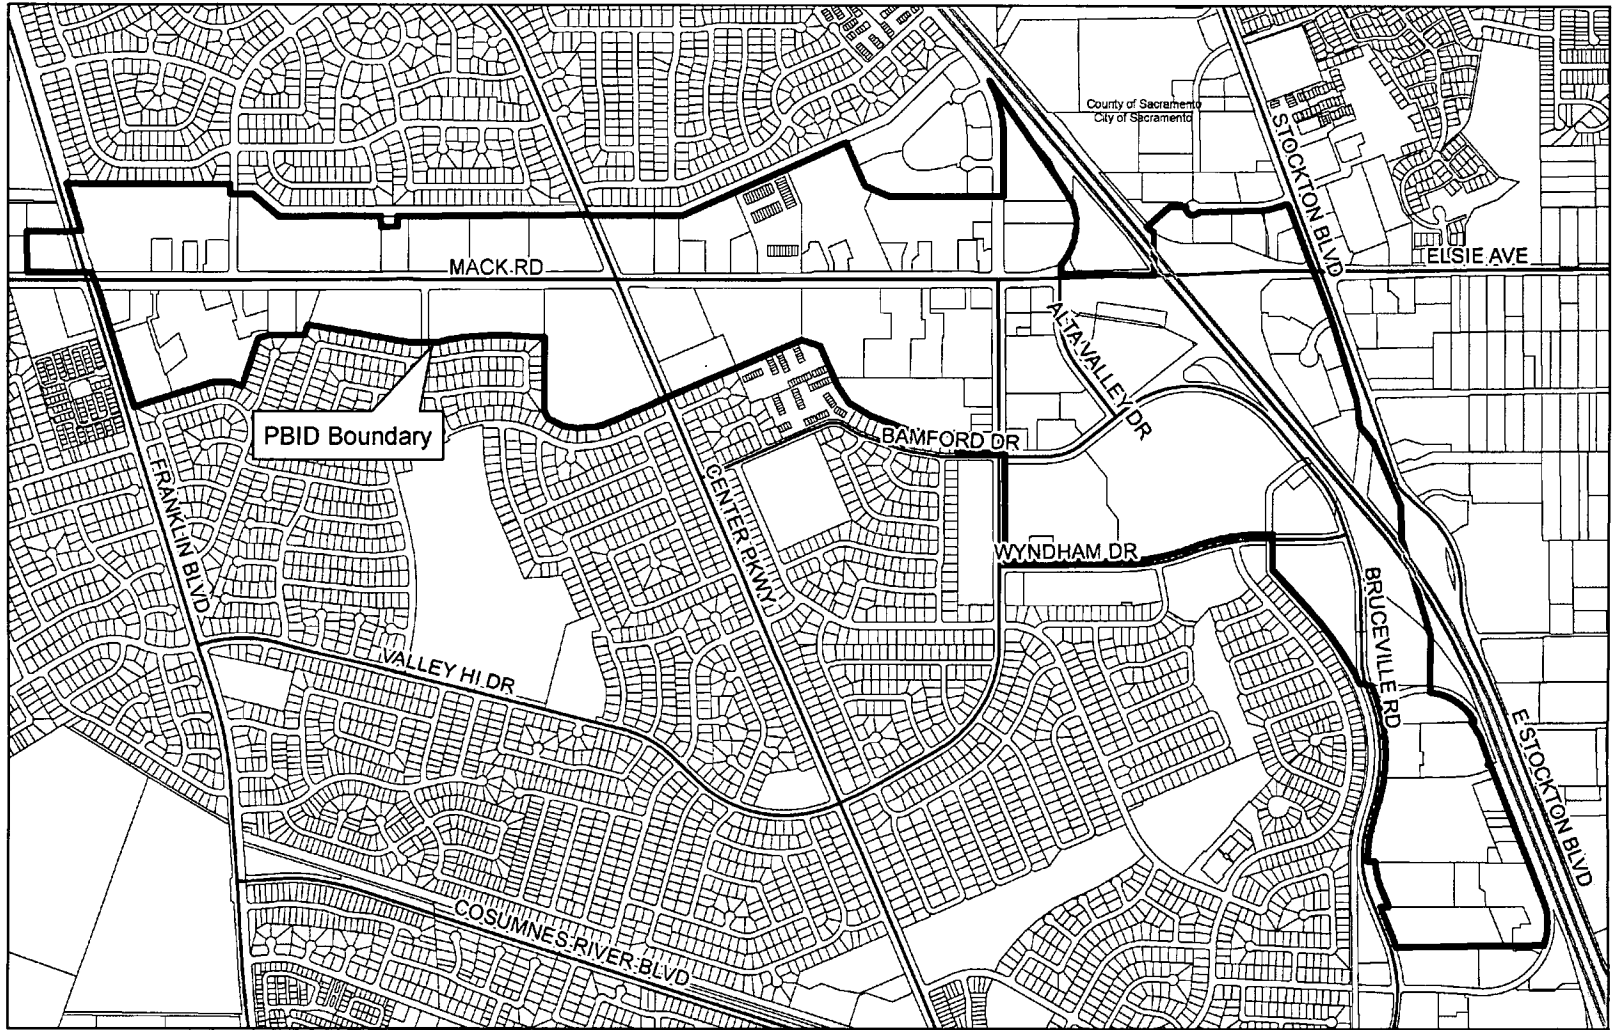 County of Sacramento
City of Sacramento
STOCKTON BLVD
ELSIE AVE
MACK RD
ALTA VALLEY DR
PBID Boundary
BAMFORD DR
FRANKLIN BLVD
CENTER PKWY
WYNDHAM DR
BRUCEVILLE RD
VALLEY HI DR
E STOCKTON BLVD
COSUMNES RIVER BLVD